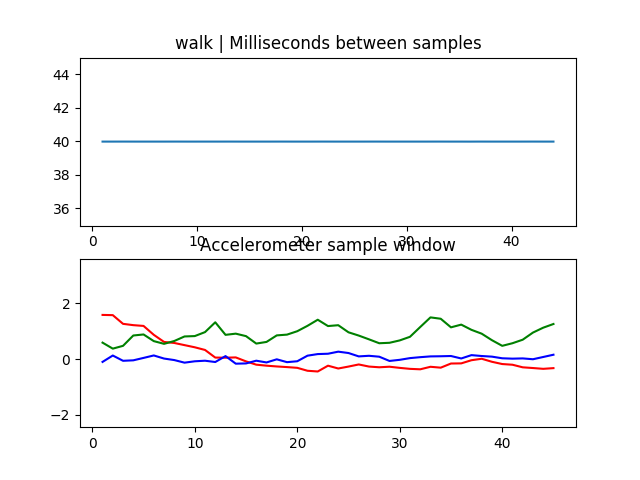 walk | Milliseconds between samples
44
42
40
38
36
0 10 20 30 40
Accelerometer sample window
2
0
−2
0 10 20 30 40